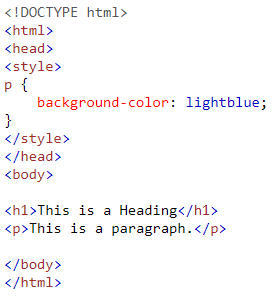 <!DOCTYPE html>
<html>
<head>
<style>
p {
    background-color: lightblue;
}
</style>
</head>
<body>

<h1>This is a Heading</h1>
<p>This is a paragraph.</p>

</body>
</html>